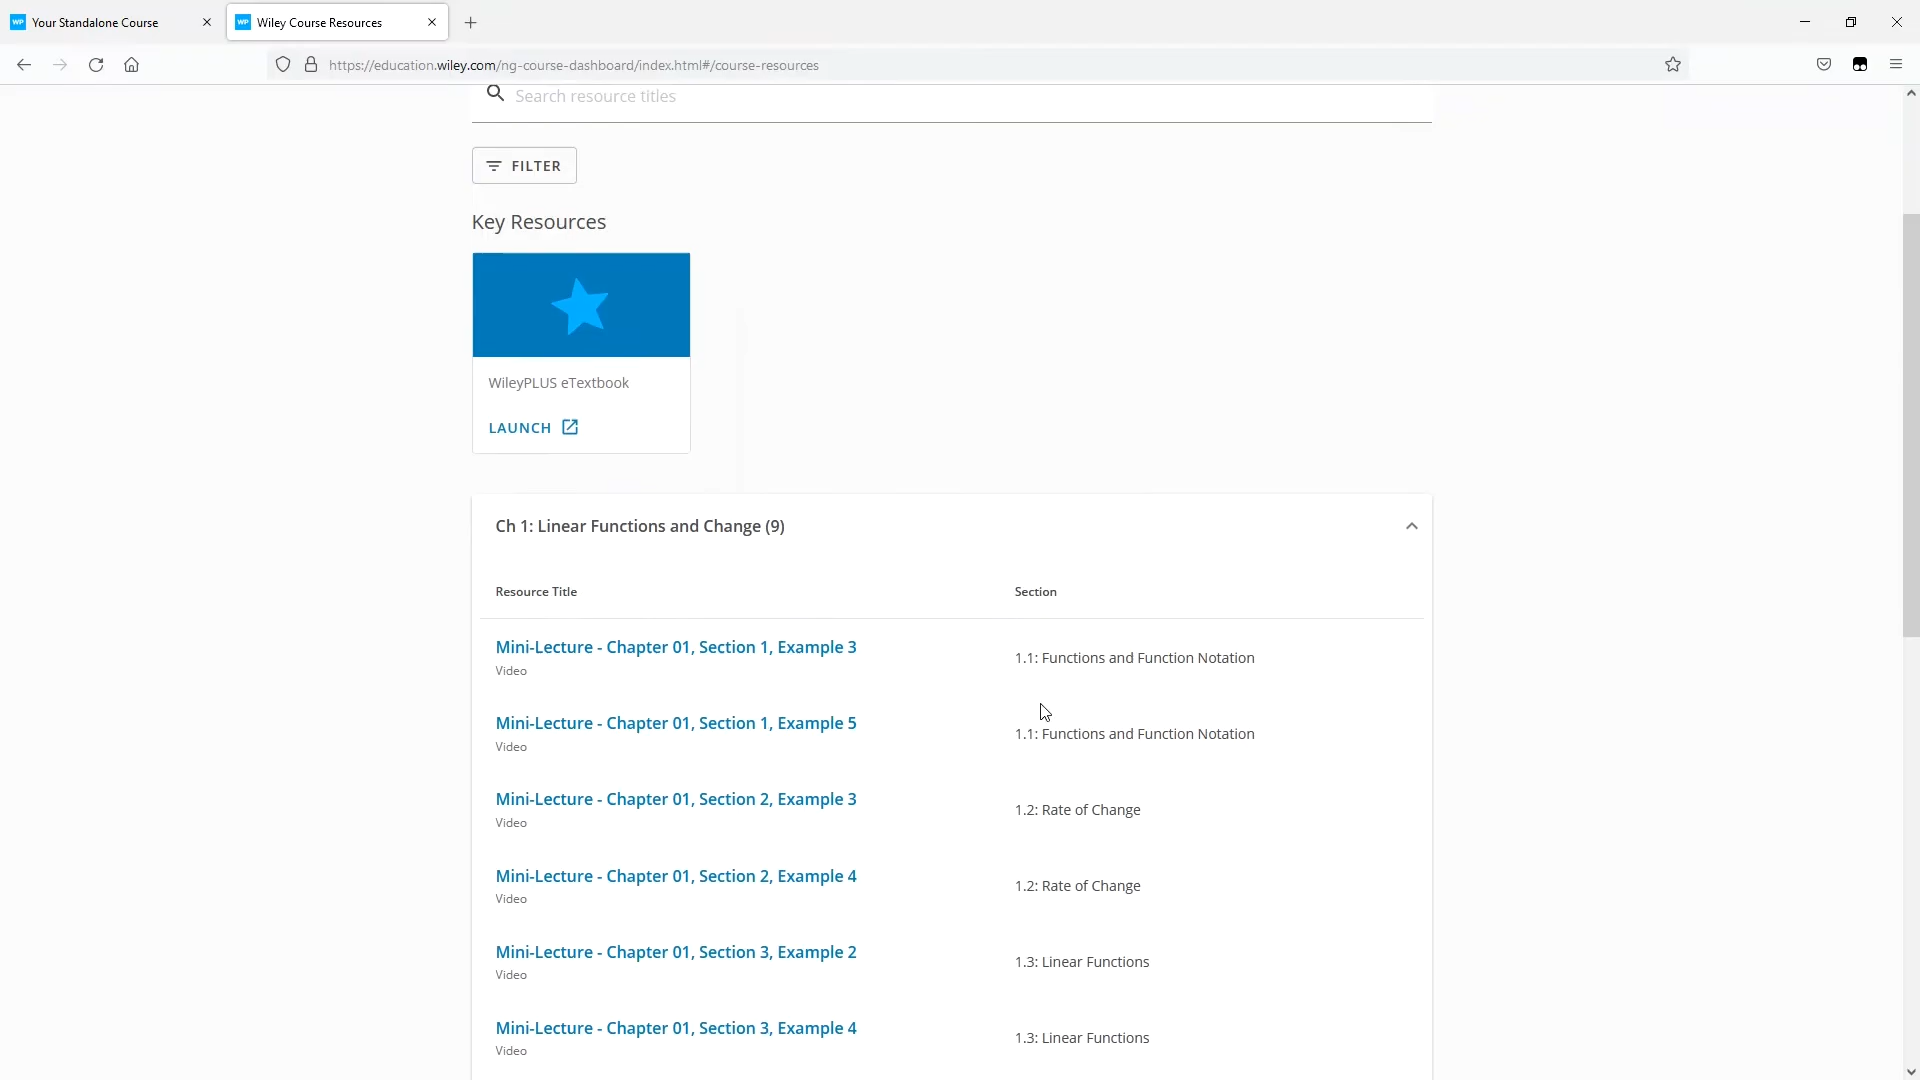 WP Your Standalone Course
WP Wiley Course Resources
https://education.wiley.com/ng-course-dashboard/index.html#/course-resources
Search resource titles
FILTER
Key Resources
WileyPLUS eTextbook
LAUNCH
Ch 1: Linear Functions and Change (9)
Resource Title Section
Mini-Lecture - Chapter 01, Section 1, Example 3
Video
1.1: Functions and Function Notation
Mini-Lecture - Chapter 01, Section 1, Example 5
Video
1.1: Functions and Function Notation
Mini-Lecture - Chapter 01, Section 2, Example 3
Video
1.2: Rate of Change
Mini-Lecture - Chapter 01, Section 2, Example 4
Video
1.2: Rate of Change
Mini-Lecture - Chapter 01, Section 3, Example 2
Video
1.3: Linear Functions
Mini-Lecture - Chapter 01, Section 3, Example 4
Video
1.3: Linear Functions